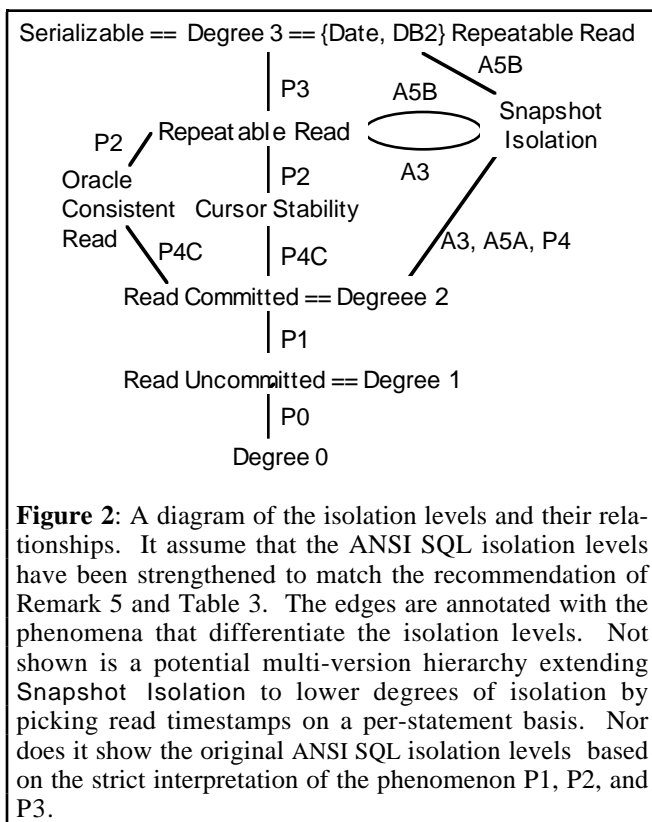 Serializable == Degree 3 == {Date, DB2} Repeatable Read
A5B
P3
A5B
Snapshot
Isolation
P2
Repeatable Read
A3
P2
Oracle
Consistent
Read
Cursor Stability
P4C
P4C
A3, A5A, P4
Read Committed == Degreee 2
P1
Read Uncommitted == Degree 1
P0
Degree 0
Figure 2: A diagram of the isolation levels and their rela-
tionships. It assume that the ANSI SQL isolation levels
have been strengthened to match the recommendation of
Remark 5 and Table 3. The edges are annotated with the
phenomena that differentiate the isolation levels. Not
shown is a potential multi-version hierarchy extending
Snapshot Isolation to lower degrees of isolation by
picking read timestamps on a per-statement basis. Nor
does it show the original ANSI SQL isolation levels based
on the strict interpretation of the phenomenon P1, P2, and
P3.